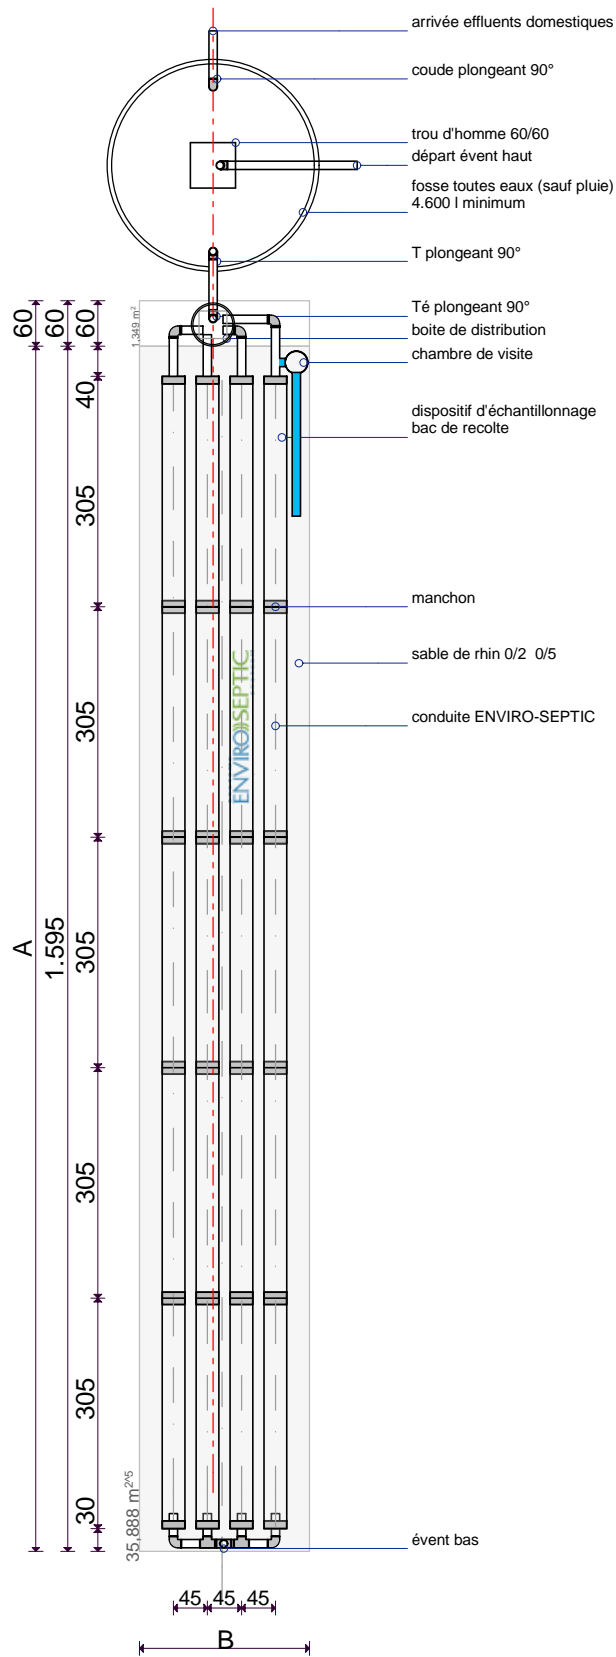 arrivée effluents domestiques
coude plongeant 90°
trou d'homme 60/60
départ évent haut
fosse toutes eaux (sauf pluie)
4.600 l minimum
T plongeant 90°
Té plongeant 90°
boite de distribution
chambre de visite
dispositif d'échantillonnage
bac de recolte
manchon
sable de rhin 0/2 0/5
conduite ENVIRO-SEPTIC
évent bas
60
60
60
1,349 m²
40
305
305
305
305
305
30
A
1.595
ENVIRO))SEPTIC
35,888 m²^5
45
45
45
B